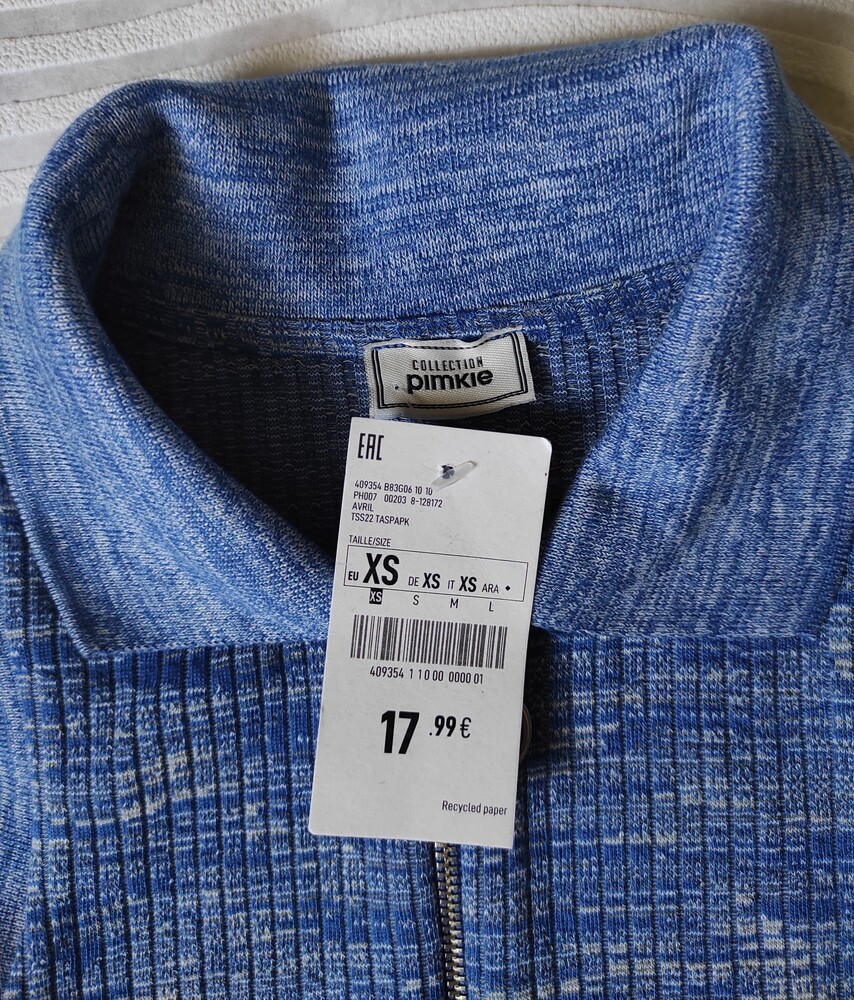 COLLECTION
pimkie
EAC
409354 B83G06 10 10
PH007 00203 8-128172
AVRIL
TSS22 TASPAPK
TAILLE/SIZE
EU XS DE XS IT XS ARA •
XS S M L
409354 1 10 00 0000 01
17.99€
Recycled paper